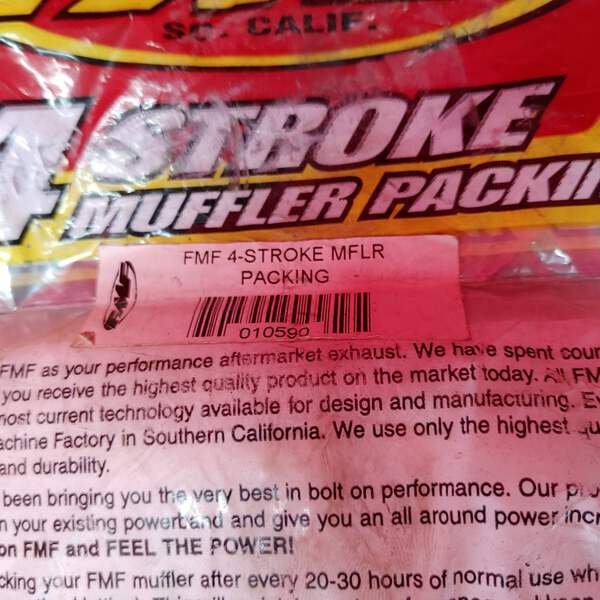 SO. CALIF.
4 STROKE
MUFFLER PACKI
FMF 4-STROKE MFLR
PACKING
FMF
010590
FMF as your performance aftermarket exhaust. We have spent cour
you receive the highest quality product on the market today. All FM
most current technology available for design and manufacturing. E
achine Factory in Southern California. We use only the highest qu
and durability.
been bringing you the very best in bolt on performance. Our
n your existing powerband and give you an all around power incr
on FMF and FEEL THE POWER!
cking your FMF muffler after every 20-30 hours of normal use wh